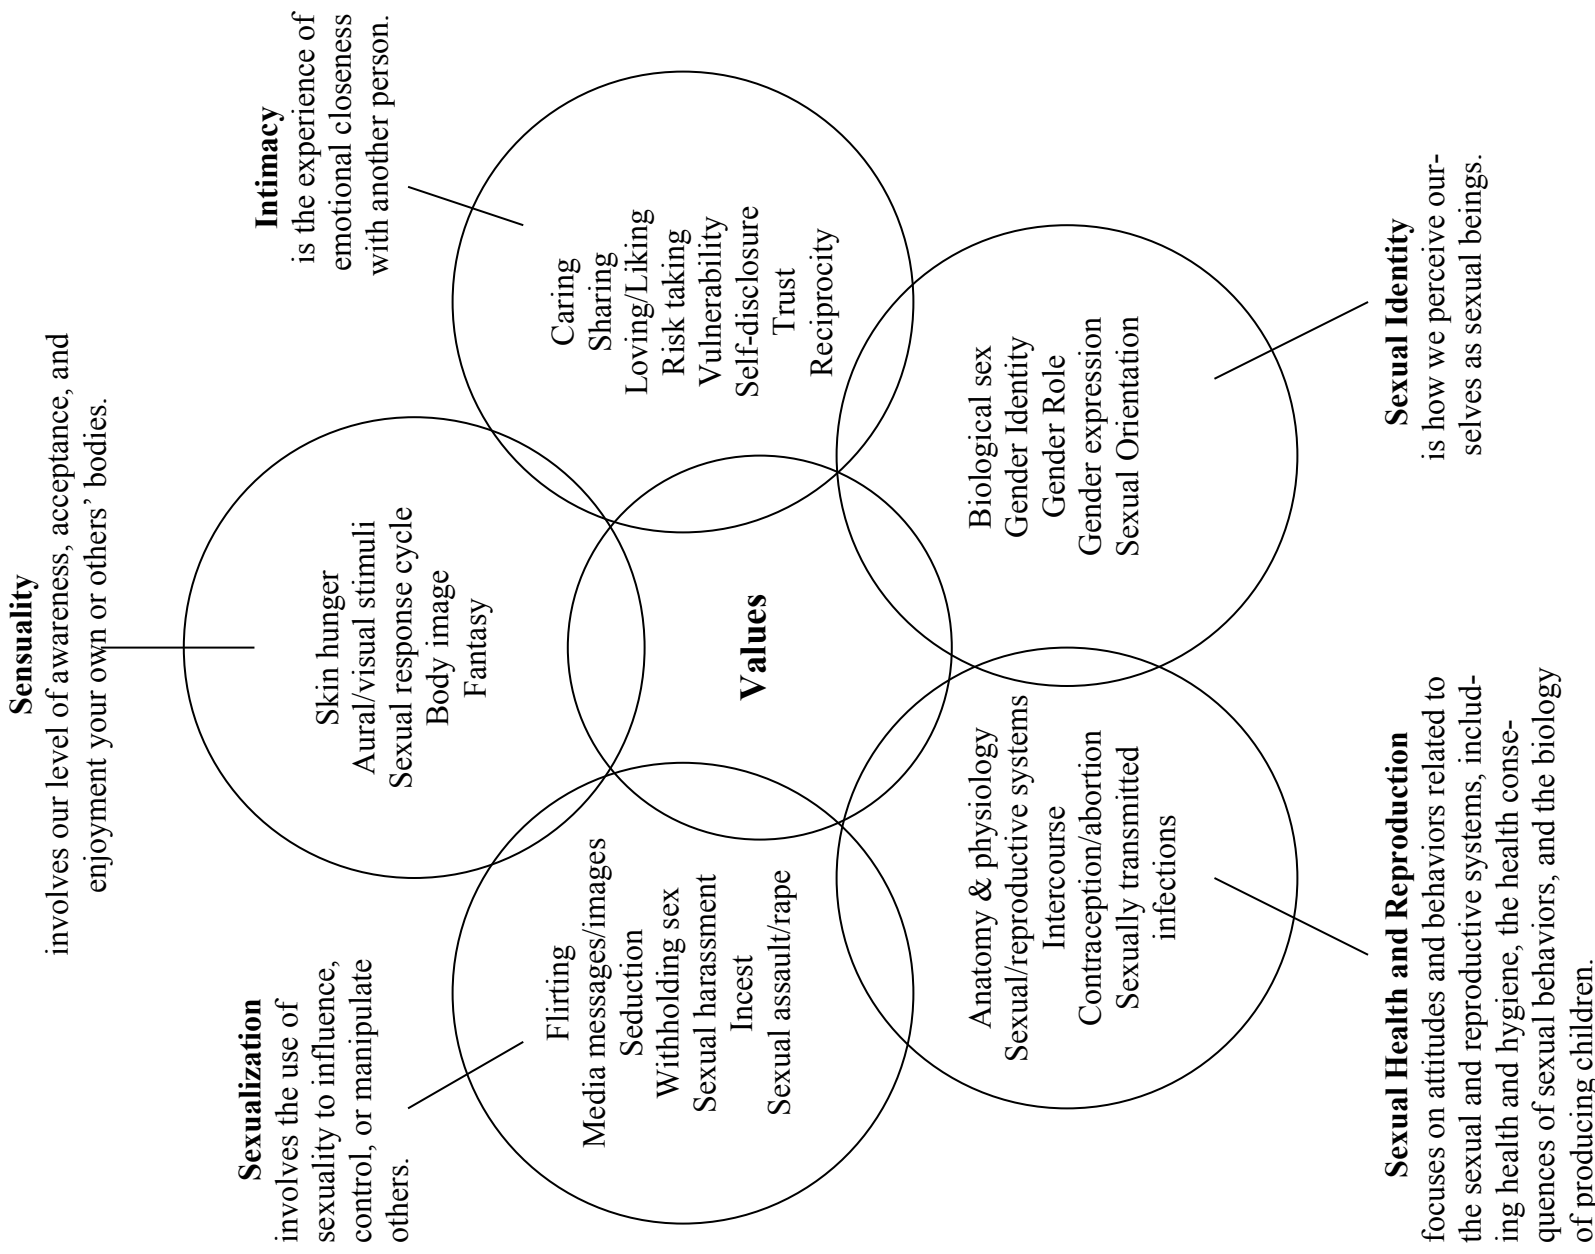 Sensuality
involves our level of awareness, acceptance, and
enjoyment your own or others’ bodies.
Skin hunger
Aural/visual stimuli
Sexual response cycle
Body image
Fantasy
Intimacy
is the experience of
emotional closeness
with another person.
Caring
Sharing
Loving/Liking
Risk taking
Vulnerability
Self-disclosure
Trust
Reciprocity
Sexual Identity
is how we perceive our-
selves as sexual beings.
Biological sex
Gender Identity
Gender Role
Gender expression
Sexual Orientation
Sexual Health and Reproduction
focuses on attitudes and behaviors related to
the sexual and reproductive systems, includ-
ing health and hygiene, the health conse-
quences of sexual behaviors, and the biology
of producing children.
Anatomy & physiology
Sexual/reproductive systems
Intercourse
Contraception/abortion
Sexually transmitted
infections
Sexualization
involves the use of
sexuality to influence,
control, or manipulate
others.
Flirting
Media messages/images
Seduction
Withholding sex
Sexual harassment
Incest
Sexual assault/rape
Values